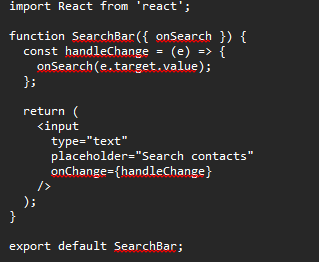 import React from 'react';

function SearchBar({ onSearch }) {
  const handleChange = (e) => {
    onSearch(e.target.value);
  };

  return (
    <input
      type="text"
      placeholder="Search contacts"
      onChange={handleChange}
    />
  );
}

export default SearchBar;